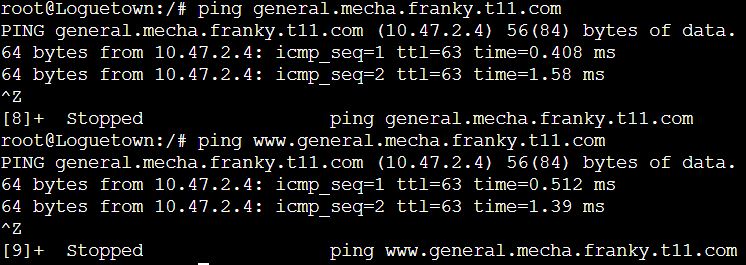 root@Loguetown:/# ping general.mecha.franky.t11.com
PING general.mecha.franky.t11.com (10.47.2.4) 56(84) bytes of data.
64 bytes from 10.47.2.4: icmp_seq=1 ttl=63 time=0.408 ms
64 bytes from 10.47.2.4: icmp_seq=2 ttl=63 time=1.58 ms
^Z
[8]+  Stopped                 ping general.mecha.franky.t11.com
root@Loguetown:/# ping www.general.mecha.franky.t11.com
PING general.mecha.franky.t11.com (10.47.2.4) 56(84) bytes of data.
64 bytes from 10.47.2.4: icmp_seq=1 ttl=63 time=0.512 ms
64 bytes from 10.47.2.4: icmp_seq=2 ttl=63 time=1.39 ms
^Z
[9]+  Stopped                 ping www.general.mecha.franky.t11.com